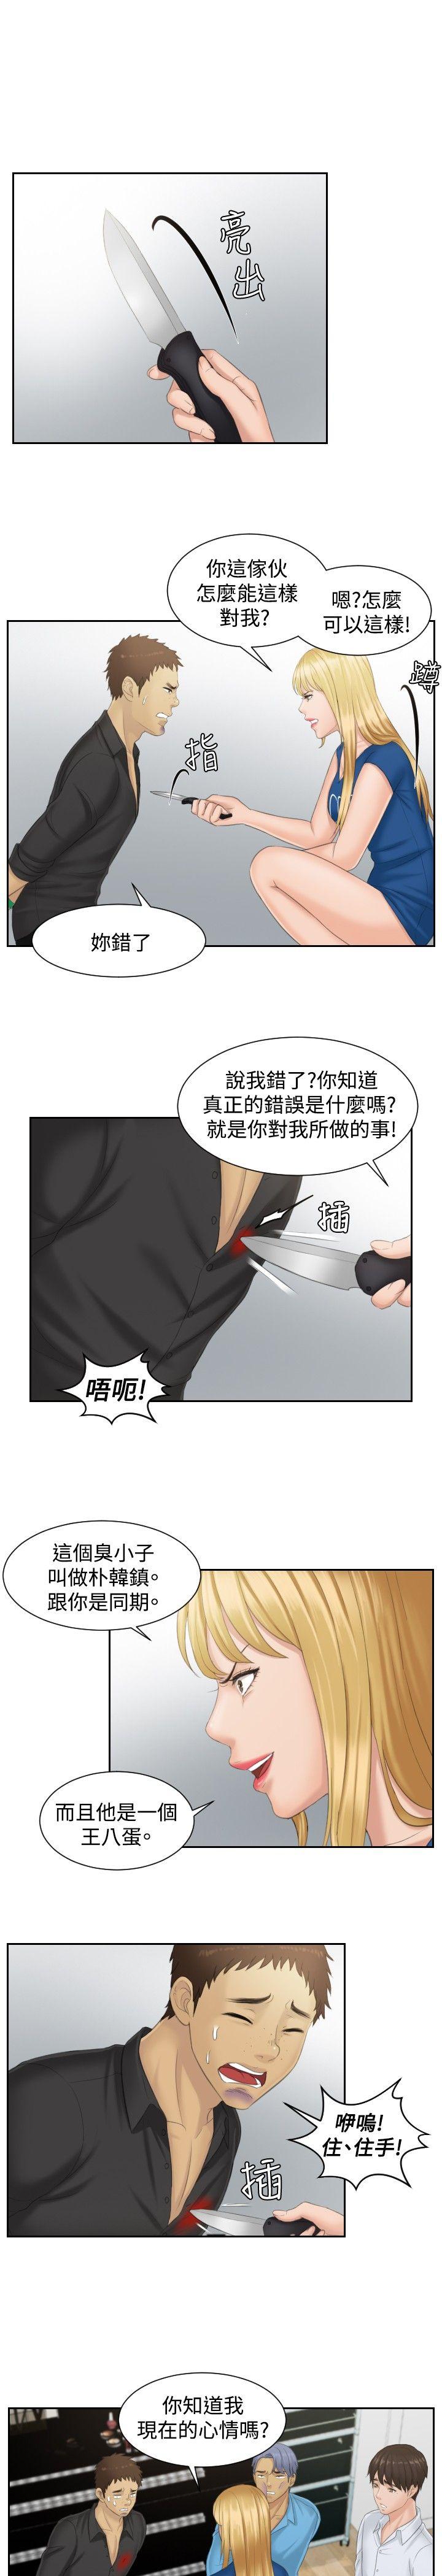 亮出
你這傢伙
怎麼能這樣
對我?
嗯?怎麼
可以這樣!
蹲
指
妳錯了
說我錯了?你知道
真正的錯誤是什麼嗎?
就是你對我所做的事!
插
唔呃!
這個臭小子
叫做朴韓鎮。
跟你是同期。
而且他是一個
王八蛋。
咿嗚!
住、住手!
插
你知道我
現在的心情嗎?